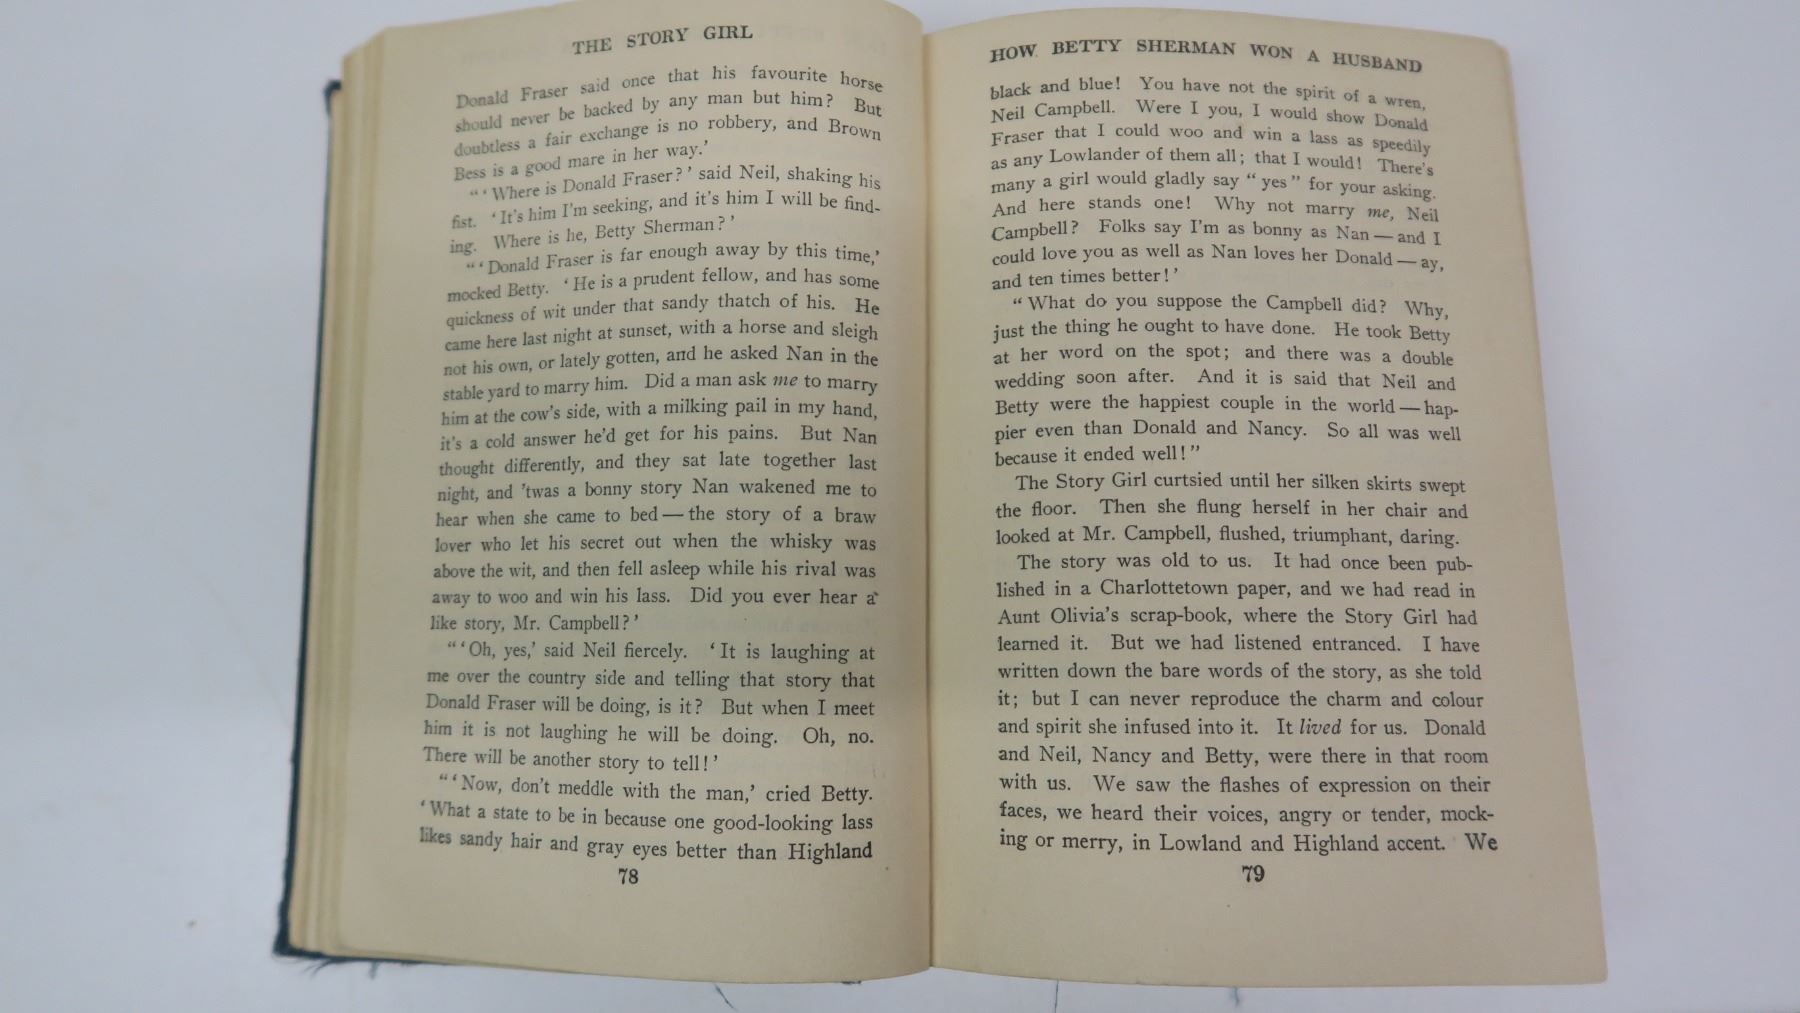 THE STORY GIRL
Donald Fraser said once that his favourite horse
should never be backed by any man but him? But
doubtless a fair exchange is no robbery, and Brown
Bess is a good mare in her way.'
"'Where is Donald Fraser?' said Neil, shaking his
fist. 'It's him I'm seeking, and it's him I will be find-
ing. Where is he, Betty Sherman?'
"'Donald Fraser is far enough away by this time,'
mocked Betty. 'He is a prudent fellow, and has some
quickness of wit under that sandy thatch of his. He
came here last night at sunset, with a horse and sleigh
not his own, or lately gotten, and he asked Nan in the
stable yard to marry him. Did a man ask me to marry
him at the cow's side, with a milking pail in my hand,
it's a cold answer he'd get for his pains. But Nan
thought differently, and they sat late together last
night, and 'twas a bonny story Nan wakened me to
hear when she came to bed — the story of a braw
lover who let his secret out when the whisky was
above the wit, and then fell asleep while his rival was
away to woo and win his lass. Did you ever hear a
like story, Mr. Campbell?'
"'Oh, yes,' said Neil fiercely. 'It is laughing at
me over the country side and telling that story that
Donald Fraser will be doing, is it? But when I meet
him it is not laughing he will be doing. Oh, no.
There will be another story to tell!'
"'Now, don't meddle with the man,' cried Betty.
'What a state to be in because one good-looking lass
likes sandy hair and gray eyes better than Highland
78
HOW BETTY SHERMAN WON A HUSBAND
black and blue! You have not the spirit of a wren,
Neil Campbell. Were I you, I would show Donald
Fraser that I could woo and win a lass as speedily
as any Lowlander of them all; that I would! There's
many a girl would gladly say "yes" for your asking.
And here stands one! Why not marry me, Neil
Campbell? Folks say I'm as bonny as Nan — and I
could love you as well as Nan loves her Donald — ay,
and ten times better!'
"What do you suppose the Campbell did? Why,
just the thing he ought to have done. He took Betty
at her word on the spot; and there was a double
wedding soon after. And it is said that Neil and
Betty were the happiest couple in the world — hap-
pier even than Donald and Nancy. So all was well
because it ended well!"
The Story Girl curtsied until her silken skirts swept
the floor. Then she flung herself in her chair and
looked at Mr. Campbell, flushed, triumphant, daring.
The story was old to us. It had once been pub-
lished in a Charlottetown paper, and we had read in
Aunt Olivia's scrap-book, where the Story Girl had
learned it. But we had listened entranced. I have
written down the bare words of the story, as she told
it; but I can never reproduce the charm and colour
and spirit she infused into it. It lived for us. Donald
and Neil, Nancy and Betty, were there in that room
with us. We saw the flashes of expression on their
faces, we heard their voices, angry or tender, mock-
ing or merry, in Lowland and Highland accent. We
79